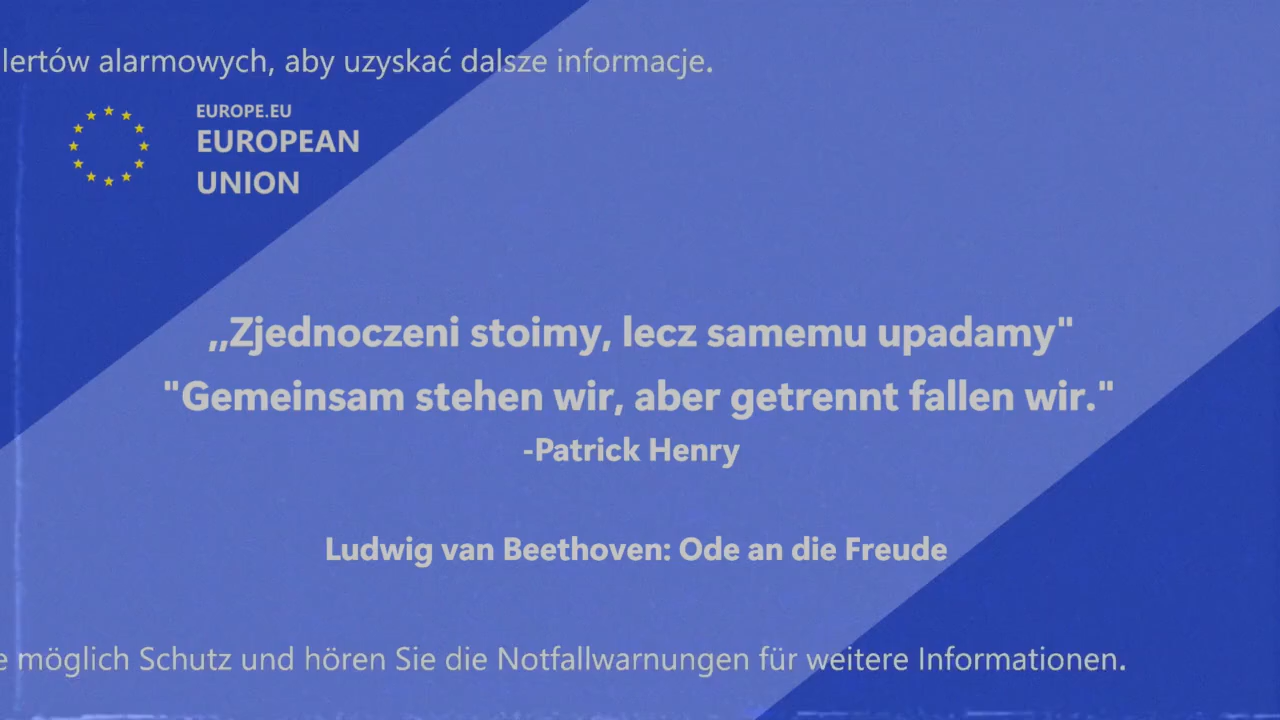 lertów alarmowych, aby uzyskać dalsze informacje.
EUROPE.EU
EUROPEAN
UNION
,,Zjednoczeni stoimy, lecz samemu upadamy"
"Gemeinsam stehen wir, aber getrennt fallen wir."
-Patrick Henry
Ludwig van Beethoven: Ode an die Freude
e möglich Schutz und hören Sie die Notfallwarnungen für weitere Informationen.